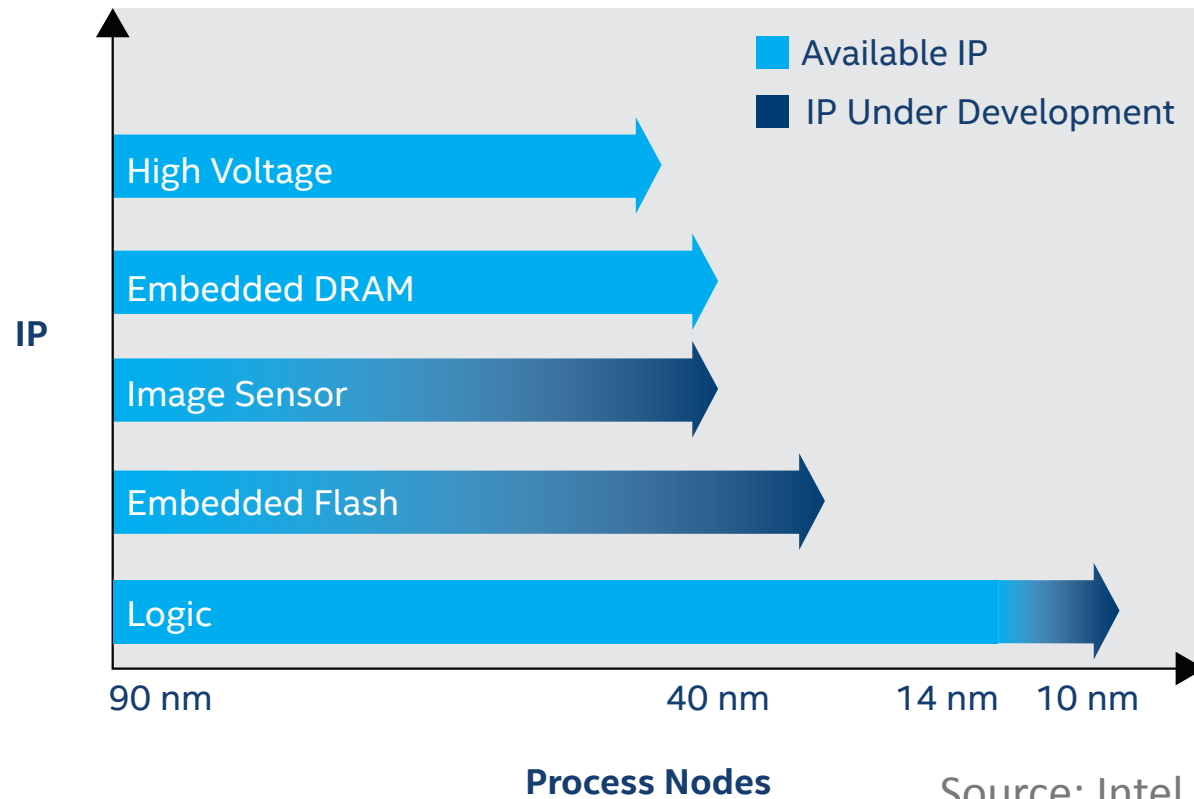 Available IP
IP Under Development
High Voltage
Embedded DRAM
IP
Image Sensor
Embedded Flash
Logic
90 nm 40 nm 14 nm 10 nm
Process Nodes
Source: Intel